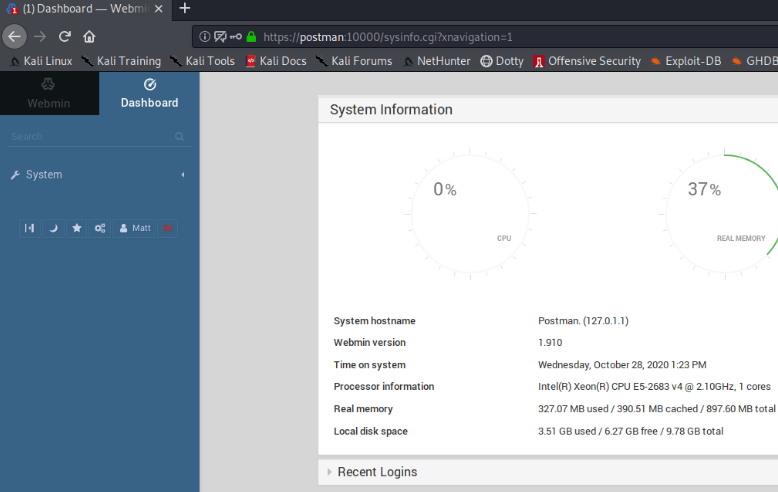 (1) Dashboard — Webmin
https://postman:10000/sysinfo.cgi?xnavigation=1
Kali Linux Kali Training Kali Tools Kali Docs Kali Forums NetHunter Dotty Offensive Security Exploit-DB GHDB
Webmin Dashboard
Search
System
Matt
System Information
0%
CPU
37%
REAL MEMORY
System hostname Postman. (127.0.1.1)
Webmin version 1.910
Time on system Wednesday, October 28, 2020 1:23 PM
Processor information Intel(R) Xeon(R) CPU E5-2683 v4 @ 2.10GHz, 1 cores
Real memory 327.07 MB used / 390.51 MB cached / 897.60 MB total
Local disk space 3.51 GB used / 6.27 GB free / 9.78 GB total
Recent Logins